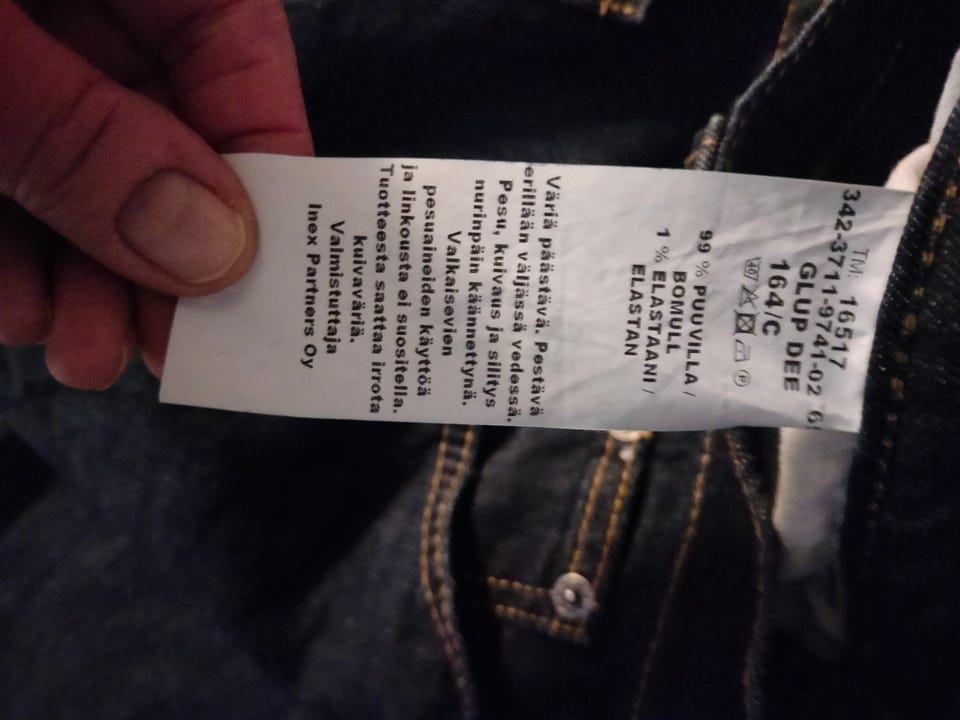 TM. 16517
342-3711-9741-02
GLUP DEE
164/C
99 % PUUVILLA /
BOMULL
1 % ELASTAANI /
ELASTAN
Väriä päästävä. Pestävä
erillään väljässä vedessä.
Pesu, kuivaus ja silitys
nurinpäin käännettynä.
Valkaisevien
pesuaineiden käyttöä
ja linkousta ei suositella.
Tuotteesta saattaa irrota
kuivaväriä.
Valmistuttaja
Inex Partners Oy